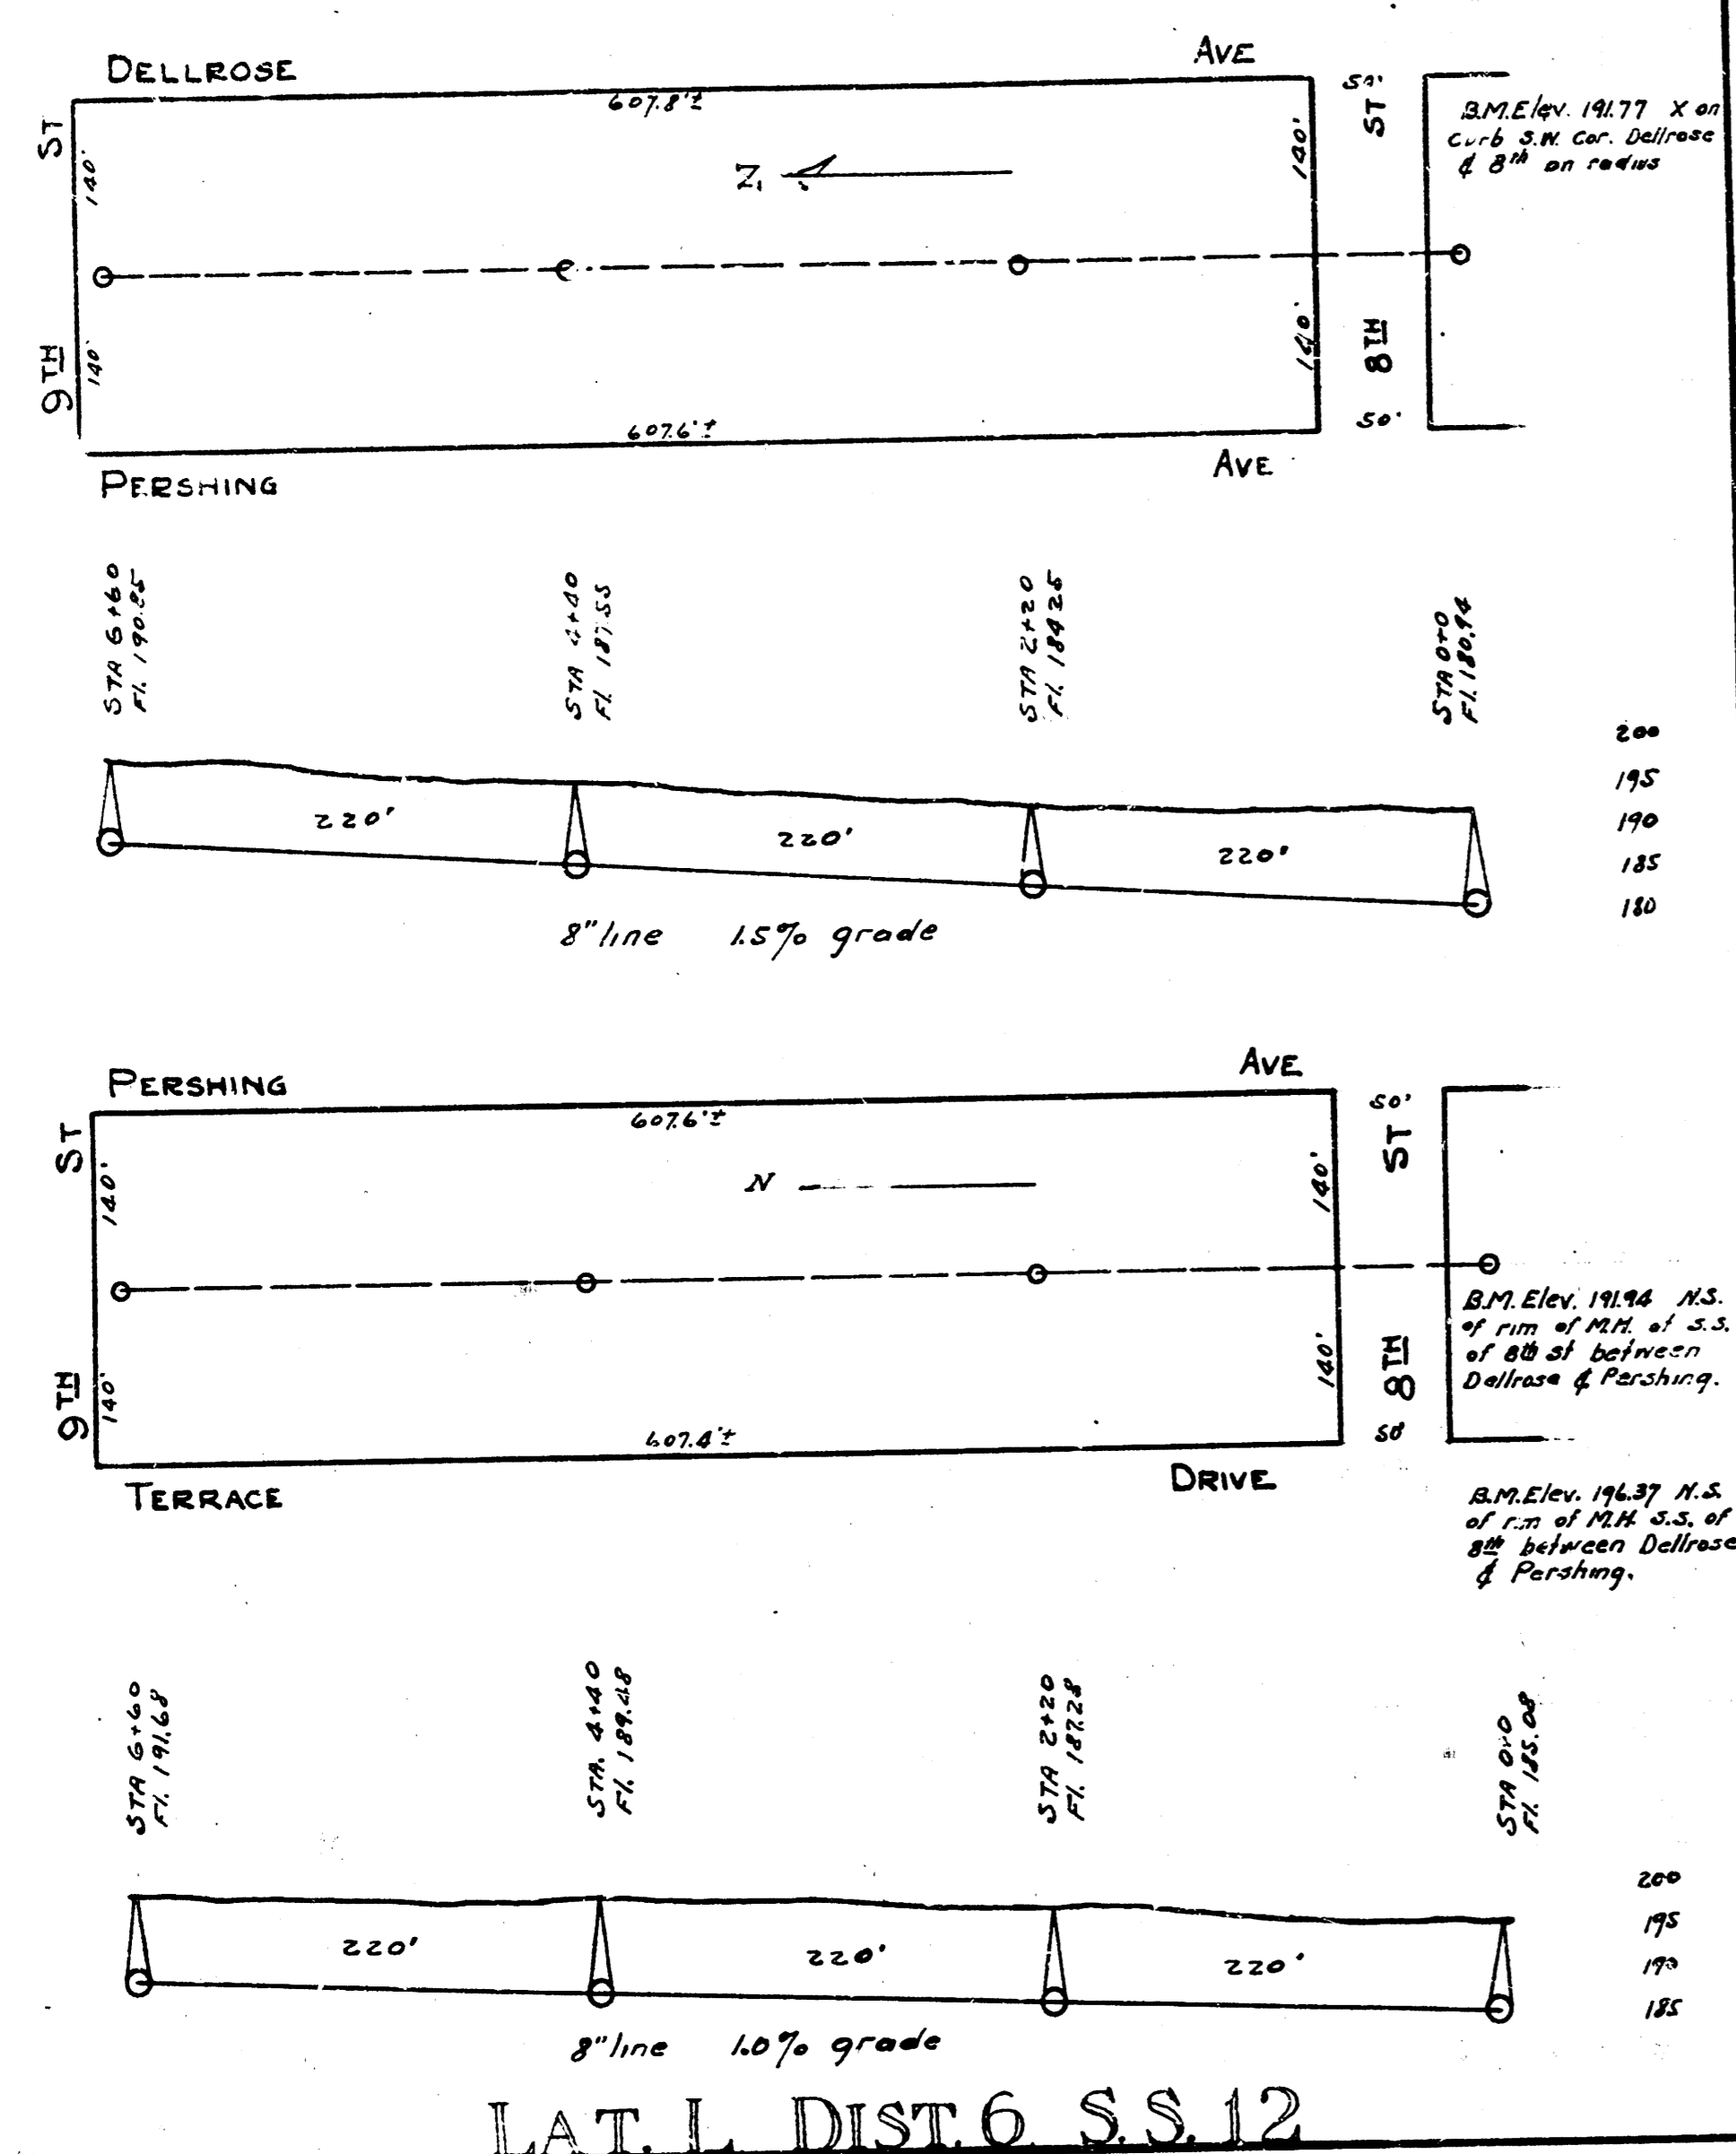 DELLROSE AVE
607.8'±
50'
ST
140'
140'
ST
B.M.Elev. 191.77 X on
Curb S.W. Cor. Dellrose
& 8th on radius
N
9TH
140'
140'
8TH
50'
607.6'±
PERSHING AVE
STA 6+60
Fl. 190.85
STA 4+40
Fl. 187.55
STA 2+20
Fl. 184.25
STA 0+0
Fl. 180.94
200
195
190
185
180
220'
220'
220'
8" line 1.5% grade
PERSHING AVE
607.6'±
50'
ST
140'
140'
ST
N
9TH
140'
140'
8TH
50'
607.4'±
B.M. Elev. 191.94 N.S.
of rim of M.H. at S.S.
of 8th st between
Dellrose & Pershing.
TERRACE DRIVE
B.M.Elev. 196.37 N.S.
of rim of M.H. S.S. of
8th between Dellrose
& Pershing.
STA 6+60
Fl. 191.68
STA. 4+40
Fl. 189.48
STA 2+20
Fl. 187.28
STA 0+0
Fl. 185.08
200
195
190
185
220'
220'
220'
8" line 1.0% grade
LAT. L DIST. 6 S.S. 12